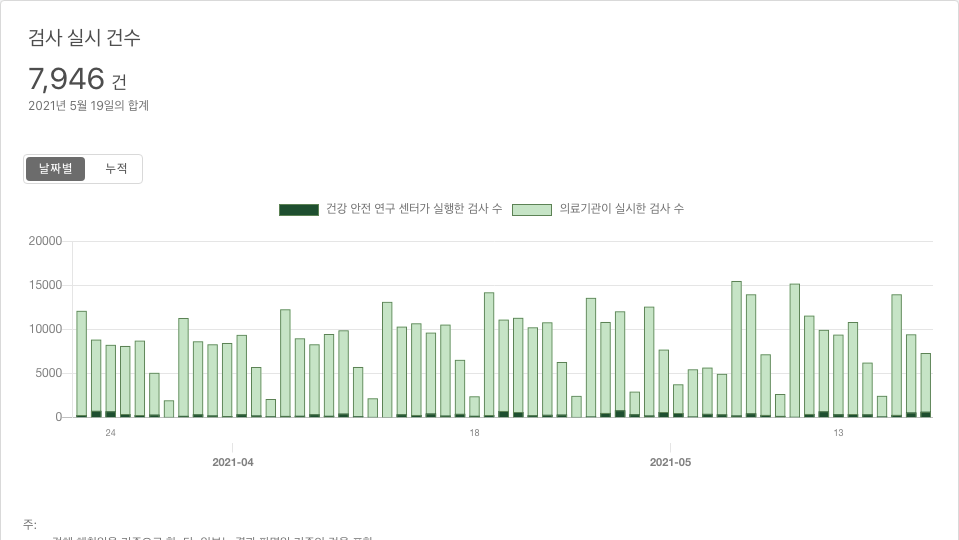 검사 실시 건수
7,946 건
2021년 5월 19일의 합계
날짜별 누적
건강 안전 연구 센터가 실행한 검사 수 의료기관이 실시한 검사 수
20000
15000
10000
5000
0
24 18 13
2021-04 2021-05
주: